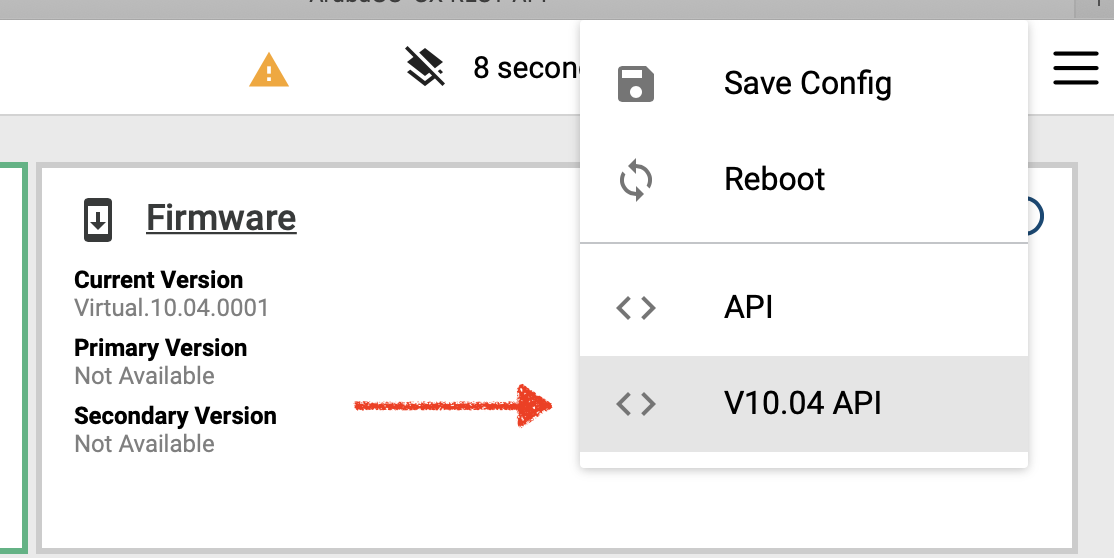 8 secon
Save Config
Reboot
API
V10.04 API
Firmware
Current Version
Virtual.10.04.0001
Primary Version
Not Available
Secondary Version
Not Available